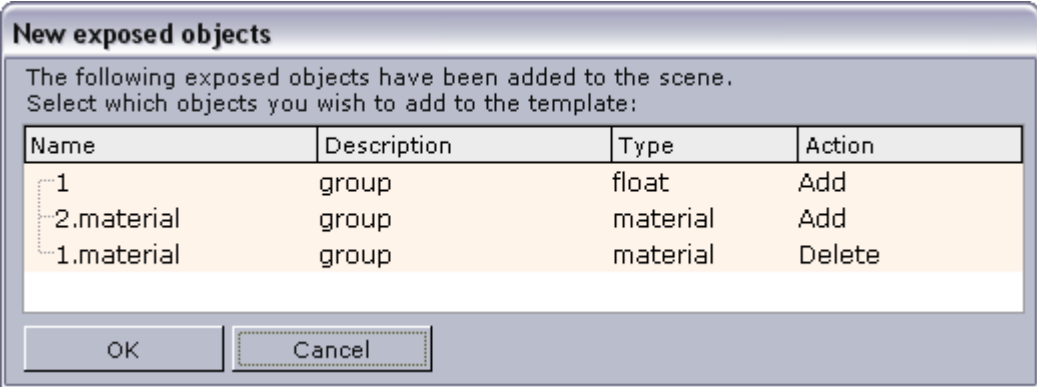 New exposed objects
The following exposed objects have been added to the scene.
Select which objects you wish to add to the template:
Name Description Type Action
1 group float Add
2.material group material Add
1.material group material Delete
OK Cancel